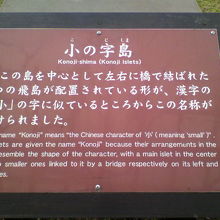 こ じ しま
小の字島
Konoji-shima (Konoji Islets)
この島を中心として左右に橋で結ばれた
つの飛島が配置されている形が、漢字の
小」の字に似ているところからこの名称が
けられました。
name "Konoji" means "the Chinese character of '小' (meaning 'small')".
ets are given the name "Konoji" because their arrangements in the
resemble the shape of the character, with a main islet in the center
smaller ones linked to it by a bridge respectively on its left and
es.